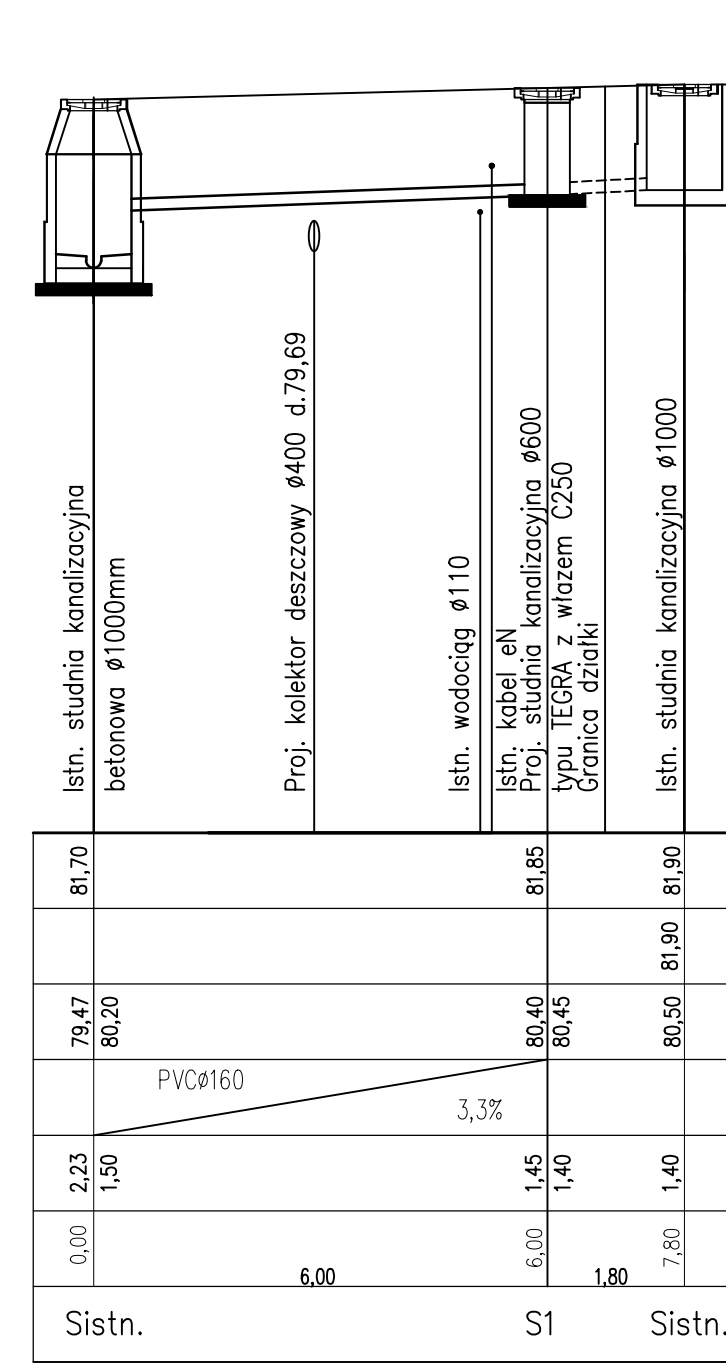 Istn. studnia kanalizacyjna
betonowa ø1000mm
Proj. kolektor deszczowy ø400 d.79,69
Istn. wodociąg ø110
Istn. kabel eN
Proj. studnia kanalizacyjna ø600
typu TEGRA z włazem C250
Granica działki
Istn. studnia kanalizacyjna ø1000
81,70 81,85 81,90
81,90
79,47 80,20 80,40 80,45 80,50
PVCø160
3,3%
2,23 1,50 1,45 1,40 1,40
0,00 6,00 7,80
6,00 1,80
Sistn. S1 Sistn.